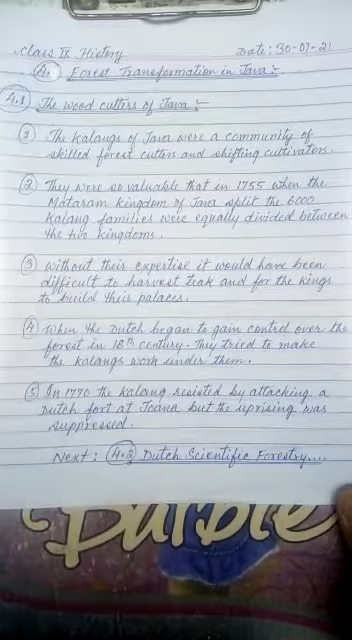 Class IX History
Date: 30-07-21
4. Forest Transformation in Java:-
4.1 The wood cutters of Java:-
1 The Kalangs of Java were a community of
skilled forest cuters and shifting cultivators.
2 They were so valuable that in 1755 when the
Mataram kingdom of Java split the 6000
Kalang families were equally divided between
the two kingdoms.
3 Without their expertise it would have been
difficult to harvest teak and for the kings
to build their palaces.
4 When the Dutch began to gain control over the
forest in 18th century. They tried to make
the kalangs work under them.
5 In 1770 the Kalang resisted by attacking a
Dutch fort at Joana but the uprising was
suppressed.
Next: 4.2 Dutch Scientific Forestry....
Barbie